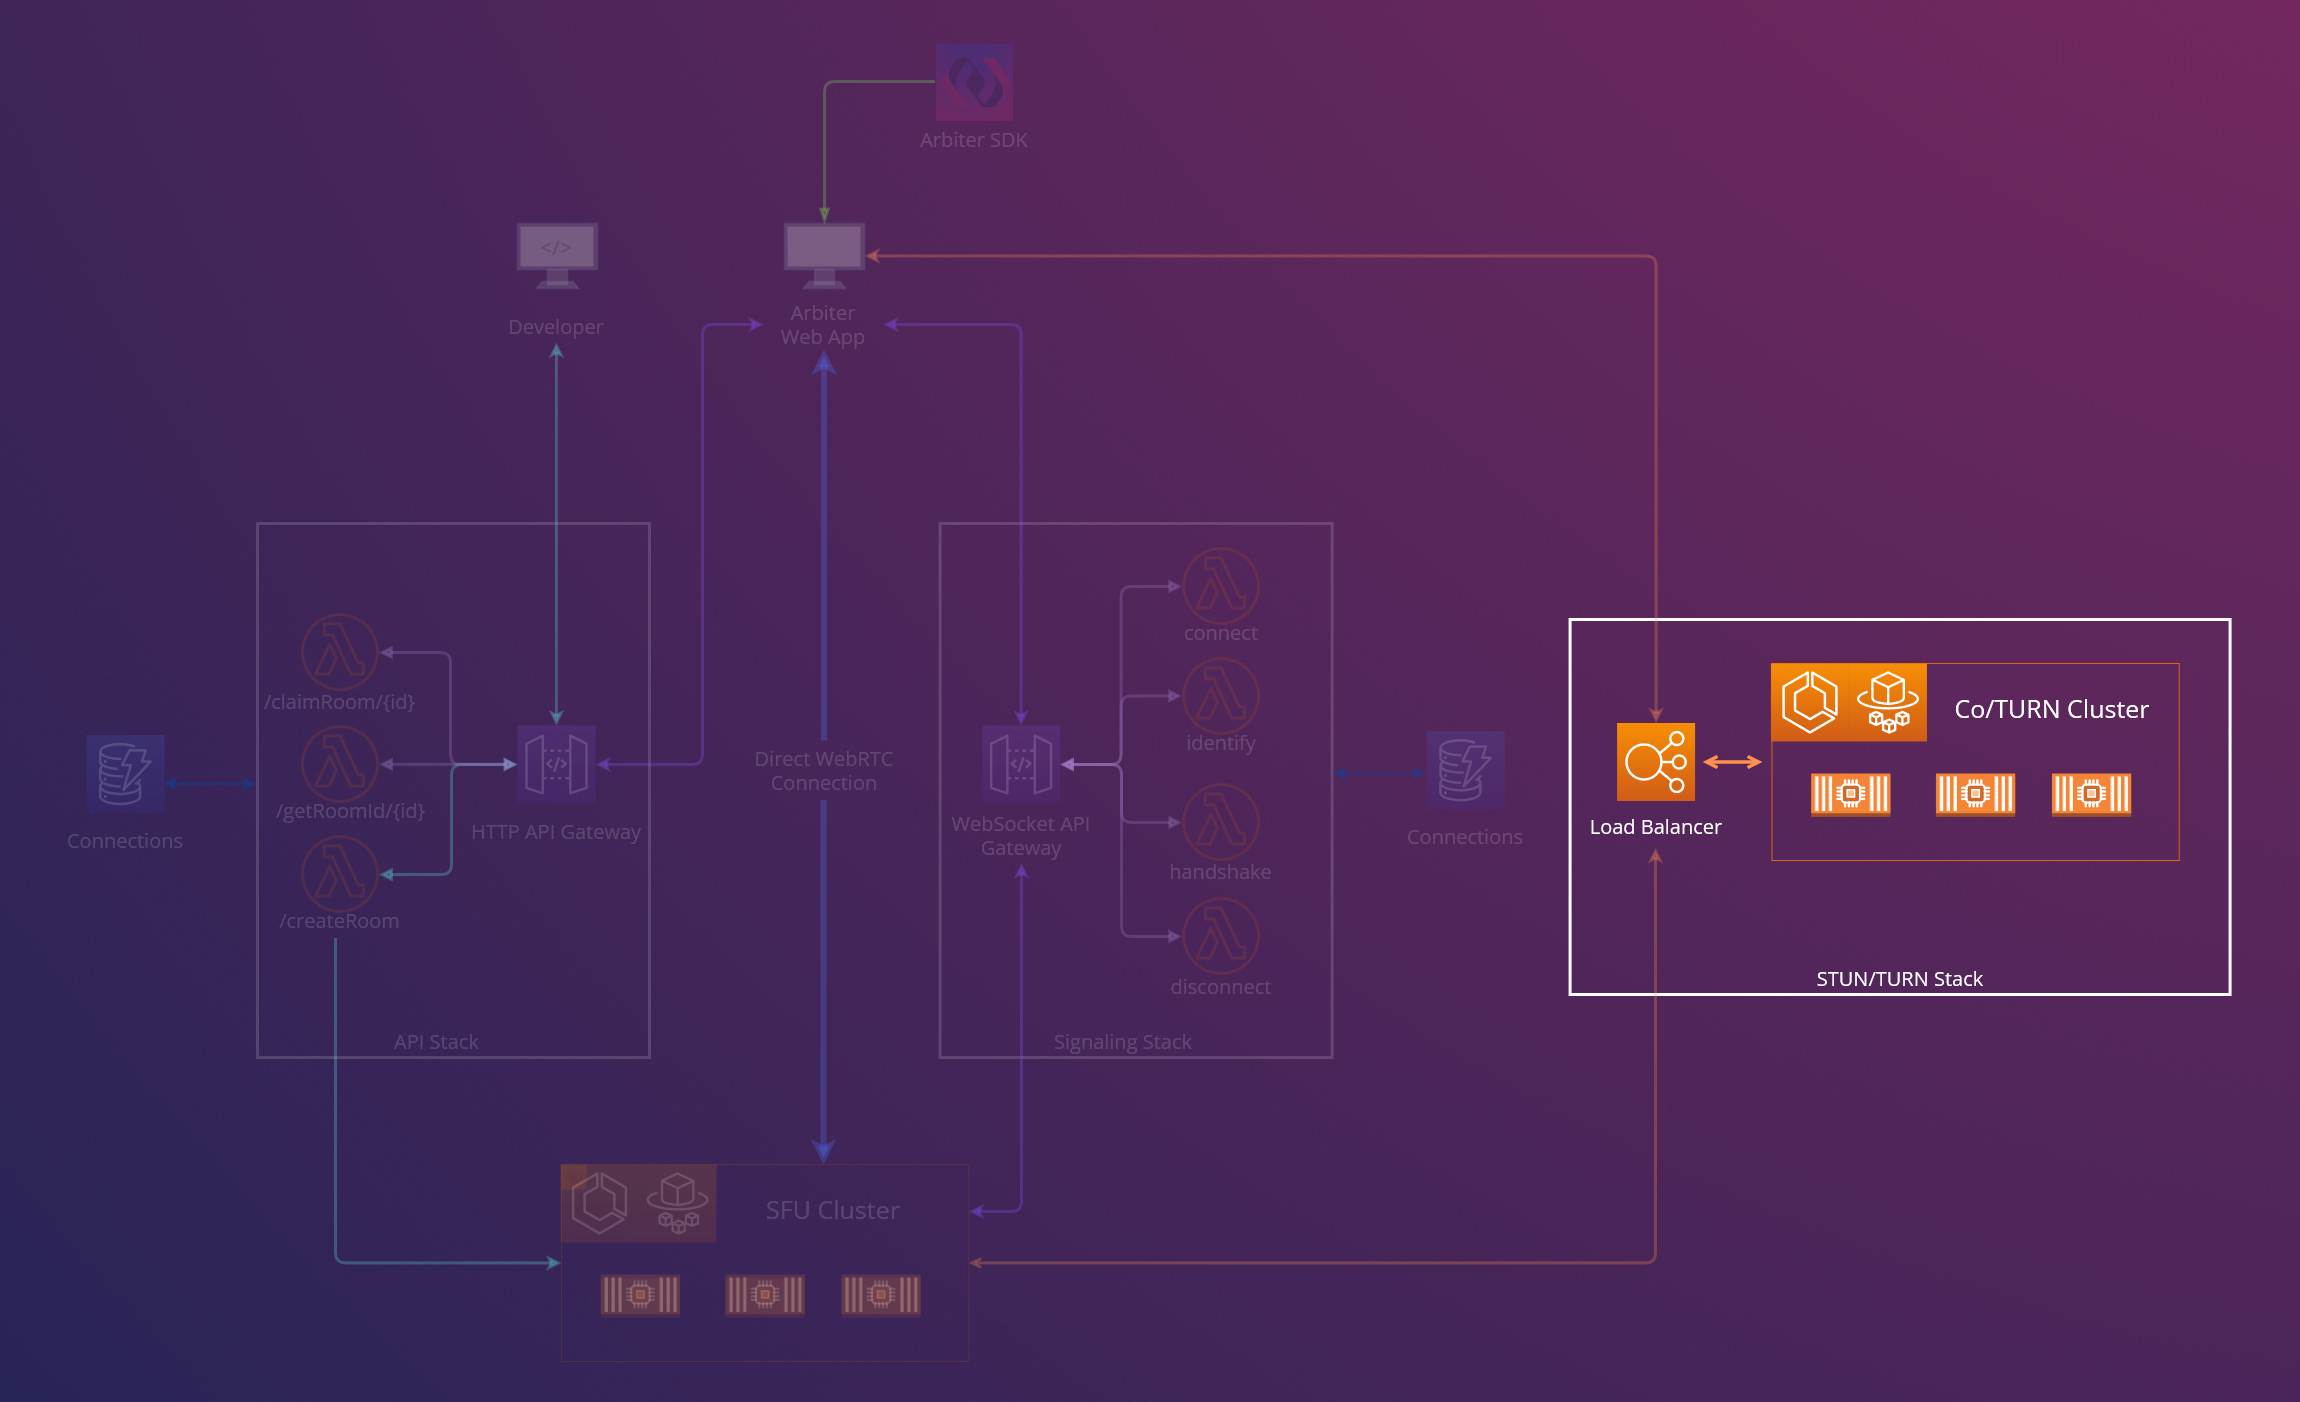 Arbiter SDK
</>
Developer
Arbiter
Web App
connect
/claimRoom/{id}
identify
Co/TURN Cluster
Direct WebRTC
Connection
/getRoomId/{id}
HTTP API Gateway
WebSocket API
Gateway
Connections
Connections
Load Balancer
handshake
/createRoom
disconnect
STUN/TURN Stack
API Stack
Signaling Stack
SFU Cluster